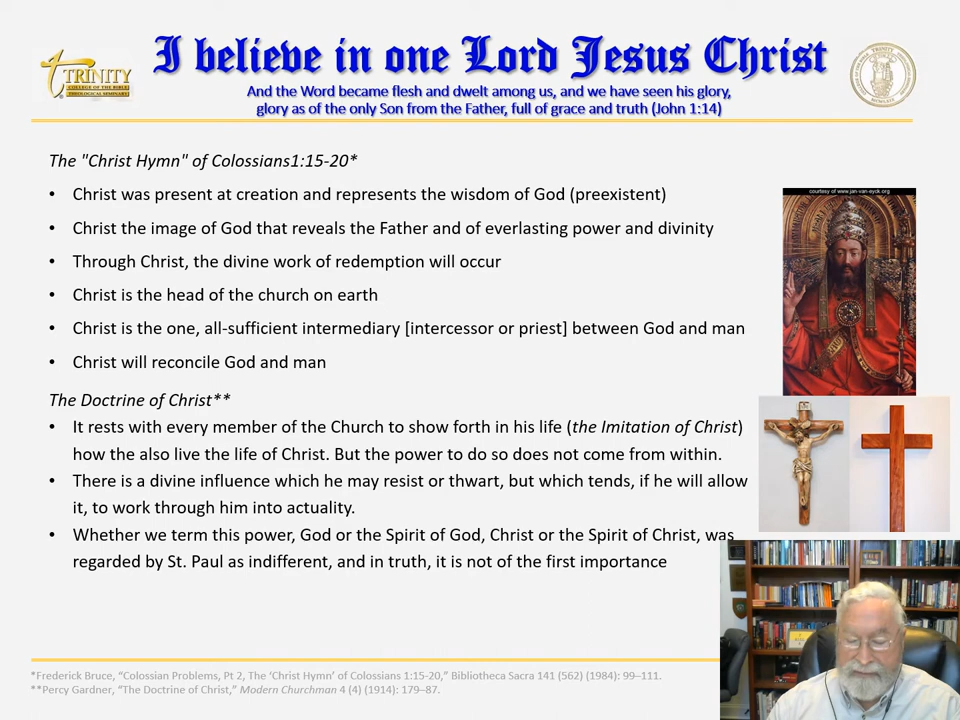 I believe in one Lord Jesus Christ
And the Word became flesh and dwelt among us, and we have seen his glory,
glory as of the only Son from the Father, full of grace and truth (John 1:14)
TRINITY
COLLEGE OF THE BIBLE
THEOLOGICAL SEMINARY
TRINITY
The "Christ Hymn" of Colossians1:15-20*
• Christ was present at creation and represents the wisdom of God (preexistent)
• Christ the image of God that reveals the Father and of everlasting power and divinity
• Through Christ, the divine work of redemption will occur
• Christ is the head of the church on earth
• Christ is the one, all-sufficient intermediary [intercessor or priest] between God and man
• Christ will reconcile God and man
courtesy of www.jan-van-eyck.org
The Doctrine of Christ**
• It rests with every member of the Church to show forth in his life (the Imitation of Christ)
how the also live the life of Christ. But the power to do so does not come from within.
• There is a divine influence which he may resist or thwart, but which tends, if he will allow
it, to work through him into actuality.
• Whether we term this power, God or the Spirit of God, Christ or the Spirit of Christ, was
regarded by St. Paul as indifferent, and in truth, it is not of the first importance
*Frederick Bruce, “Colossian Problems, Pt 2, The ‘Christ Hymn’ of Colossians 1:15-20,” Bibliotheca Sacra 141 (562) (1984): 99–111.
**Percy Gardner, “The Doctrine of Christ,” Modern Churchman 4 (4) (1914): 179–87.